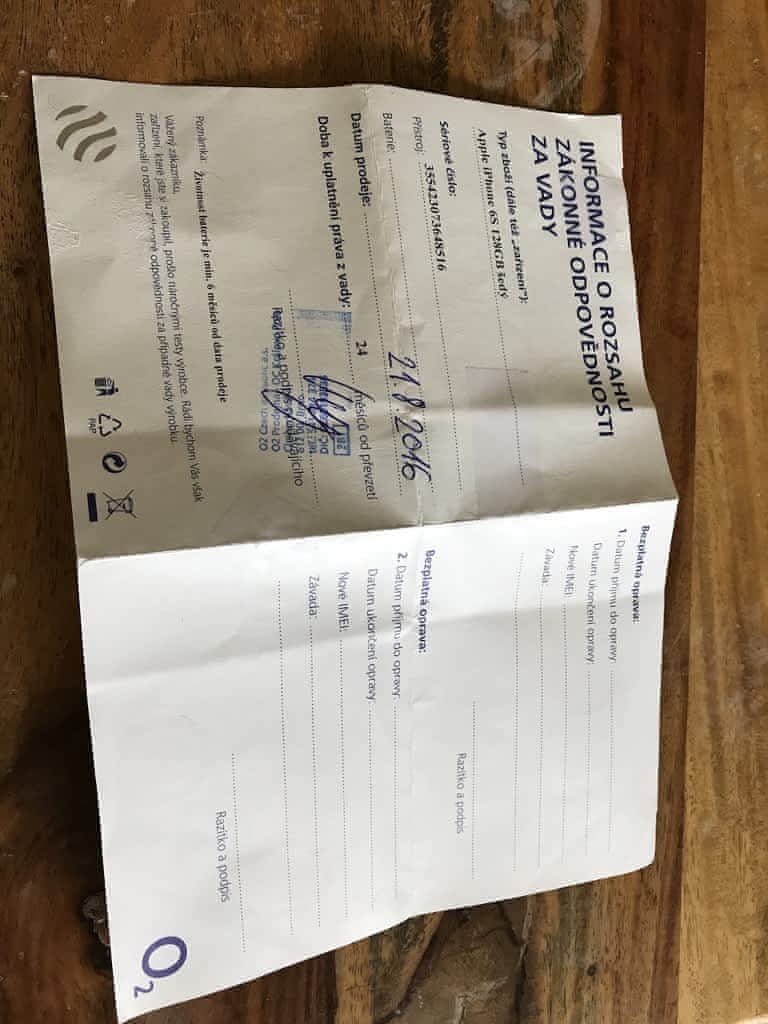 INFORMACE O ROZSAHU
ZÁKONNÉ ODPOVĚDNOSTI
ZA VADY
Typ zboží (dále též „zařízení"):
Apple iPhone 6S 128GB šedý
Sériové číslo:
Přístroj: 355423073648516
Baterie:
Datum prodeje: 21.8.2016
Doba k uplatnění práva z vady: 24 měsíců od převzetí
Razítko a podpis
Poznámka: Životnost baterie je min. 6 měsíců od data prodeje
Vážený zákazníku,
zařízení, které jste si zakoupil, prošlo náročnými testy výrobce. Rádi bychom Vás však
informovali o rozsahu zákonné odpovědnosti za případné vady výrobku.
PAP
Bezplatná oprava:
1. Datum příjmu do opravy:
Datum ukončení opravy:
Nové IMEI:
Závada:
Razítko a podpis
Bezplatná oprava:
2. Datum příjmu do opravy:
Datum ukončení opravy:
Nové IMEI:
Závada:
Razítko a podpis
O2